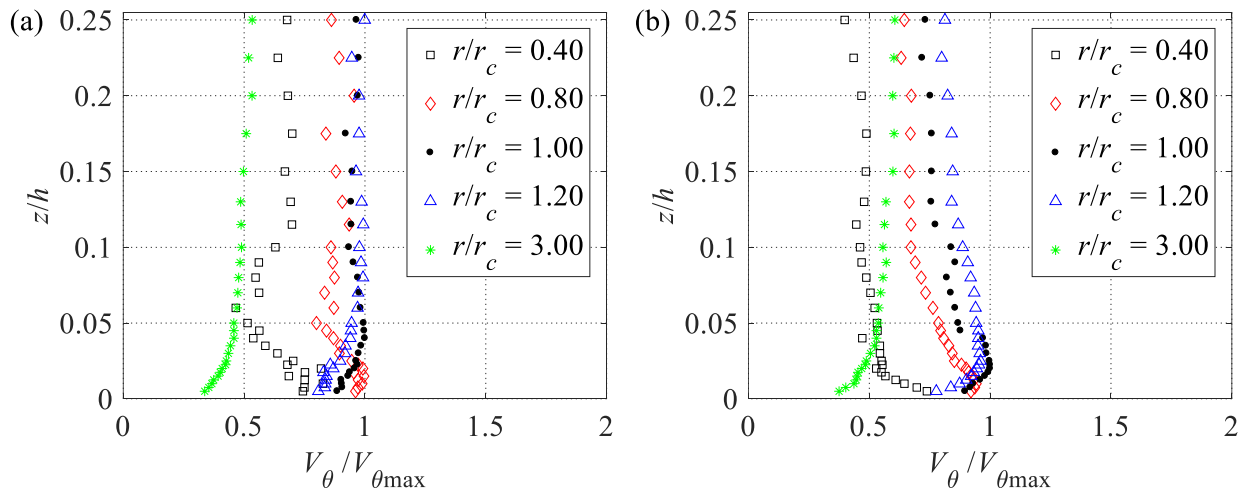 (a)
0.25
0.2
0.15
0.1
0.05
0
z/h
0 0.5 1 1.5 2
V_θ/V_θmax
r/r_c = 0.40
r/r_c = 0.80
r/r_c = 1.00
r/r_c = 1.20
r/r_c = 3.00
(b)
0.25
0.2
0.15
0.1
0.05
0
z/h
0 0.5 1 1.5 2
V_θ/V_θmax
r/r_c = 0.40
r/r_c = 0.80
r/r_c = 1.00
r/r_c = 1.20
r/r_c = 3.00